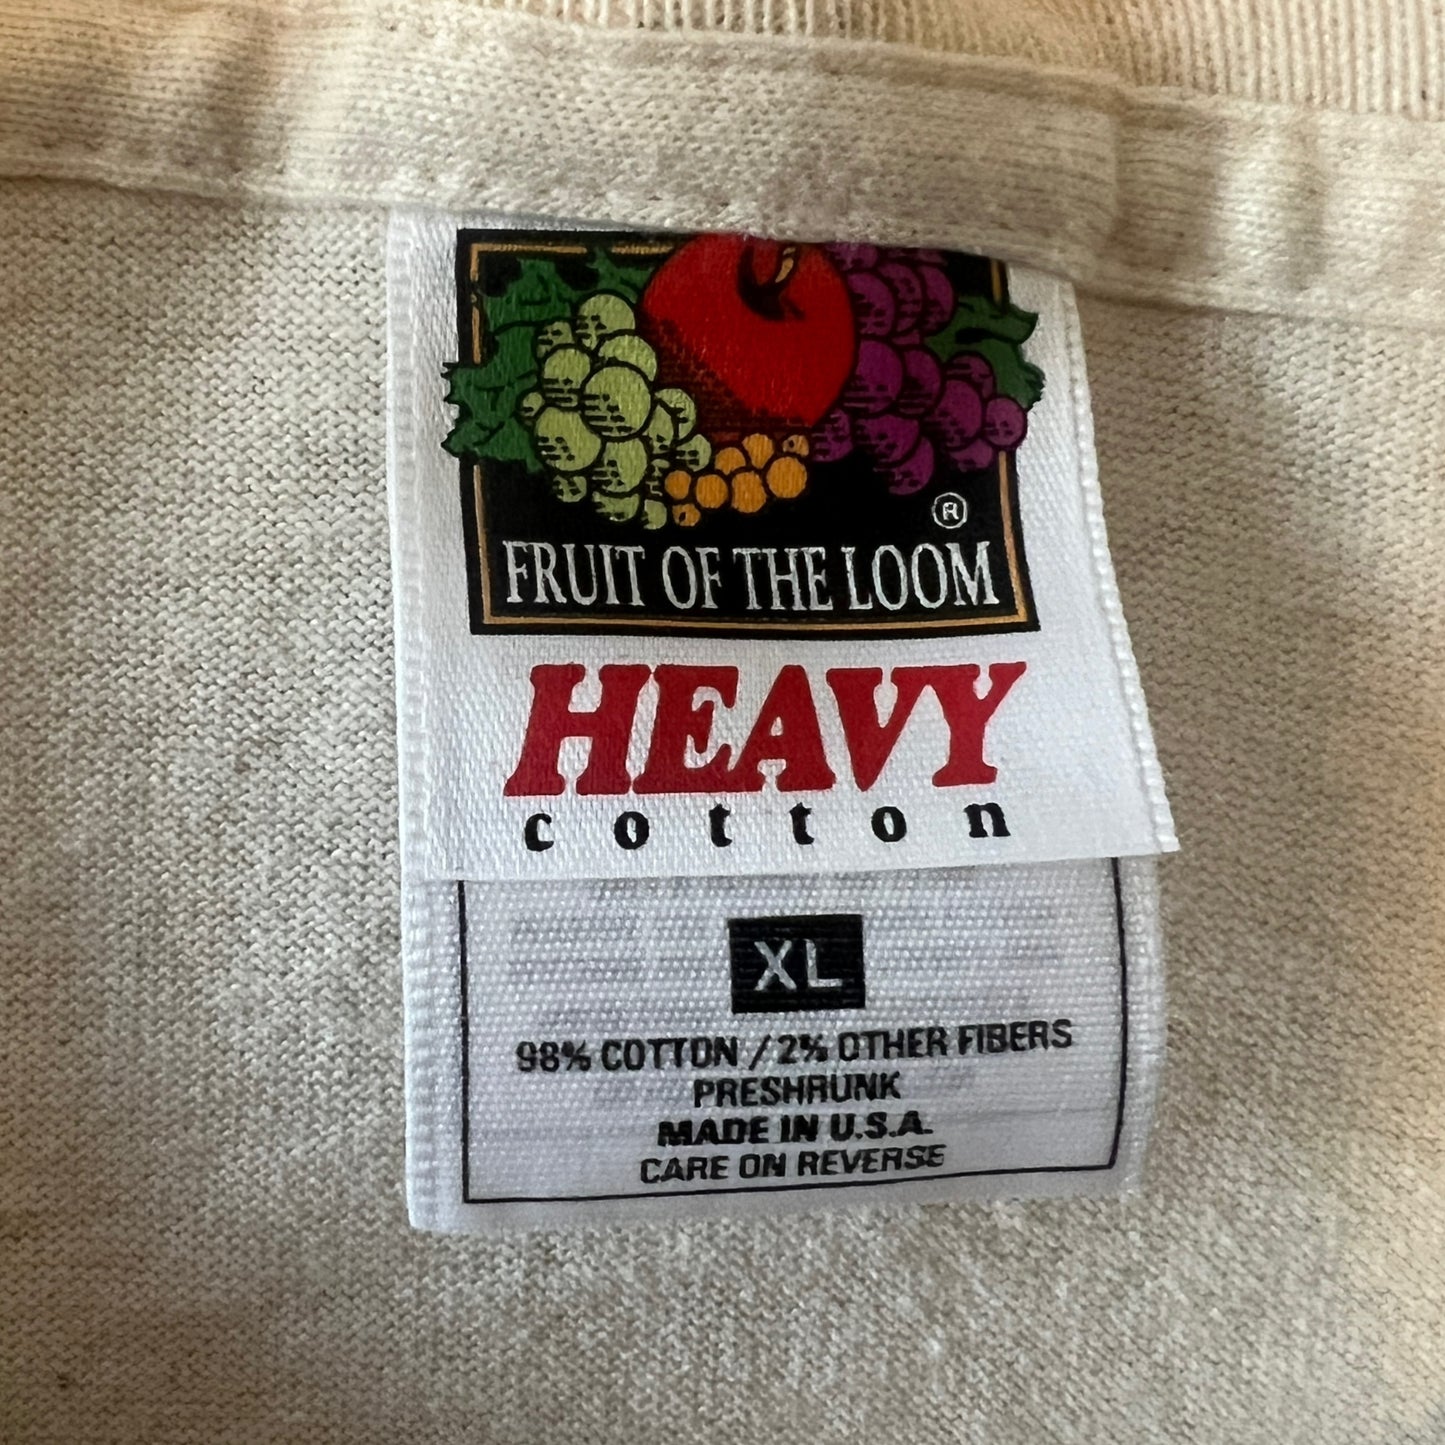 ®
FRUIT OF THE LOOM
HEAVY
cotton
XL
98% COTTON / 2% OTHER FIBERS
PRESHRUNK
MADE IN U.S.A.
CARE ON REVERSE